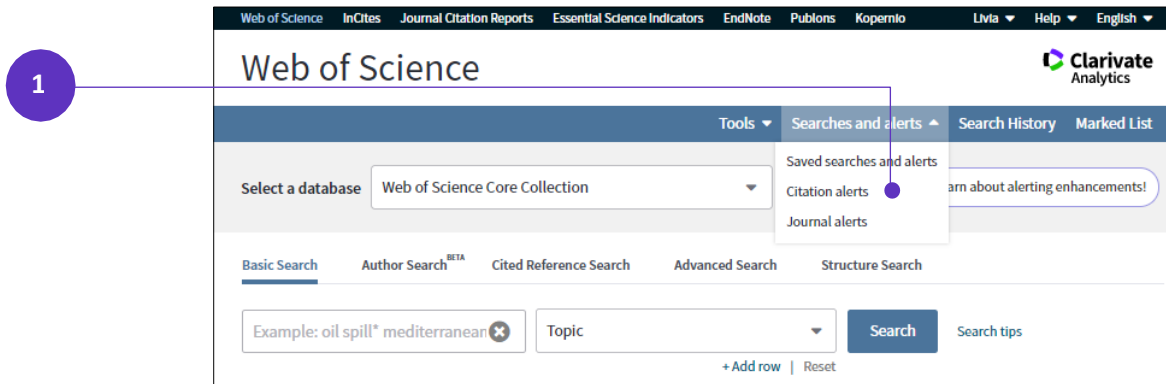 Web of Science InCites Journal Citation Reports Essential Science Indicators EndNote Publons Kopernio Livia Help English
Web of Science
Clarivate
Analytics
1
Tools Searches and alerts Search History Marked List
Saved searches and alerts
Select a database Web of Science Core Collection
Citation alerts
arn about alerting enhancements!
Journal alerts
Basic Search Author Search BETA Cited Reference Search Advanced Search Structure Search
Example: oil spill* mediterranean Topic Search Search tips
+ Add row | Reset